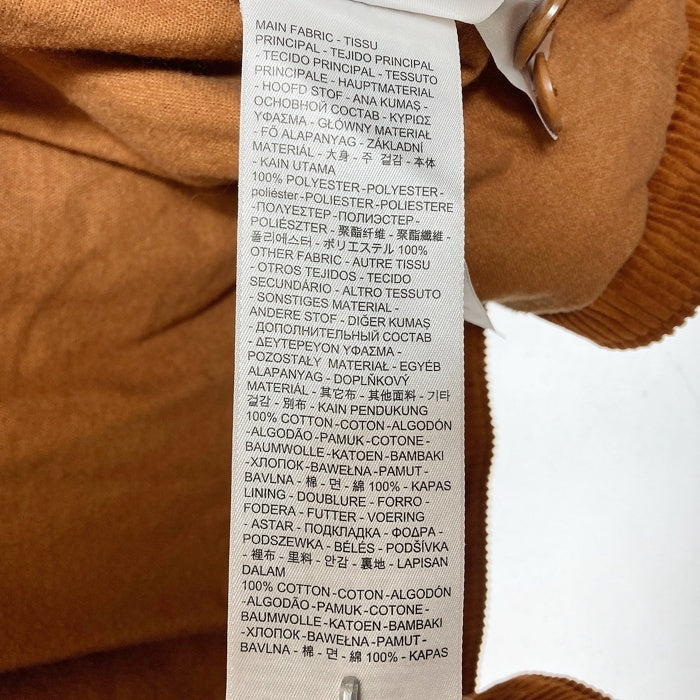 MAIN FABRIC - TISSU
PRINCIPAL - TEJIDO PRINCIPAL
- TECIDO PRINCIPAL - TESSUTO
PRINCIPALE - HAUPTMATERIAL
- HOOFD STOF - ANA KUMAŞ -
ОСНОВНОЙ СОСТАВ - ΚΥΡΙΩΣ
ΥΦΑΣΜΑ - GŁÓWNY MATERIAŁ
- FŐ ALAPANYAG - ZÁKLADNÍ
MATERIÁL - 大身 - 주 겉감 - 本体
- KAIN UTAMA
100% POLYESTER-POLYESTER-
poliéster-POLIÉSTER-POLIESTERE
-ΠΟΛΥΕΣΤΕΡ-ПОЛИЭСТЕР -
POLIÉSZTER - 聚酯纤维 - 聚酯纖維 -
폴리에스터 - ポリエステル 100%
OTHER FABRIC - AUTRE TISSU
- OTROS TEJIDOS - TECIDO
SECUNDÁRIO - ALTRO TESSUTO
- SONSTIGES MATERIAL -
ANDERE STOF - DIĞER KUMAŞ
- ДОПОЛНИТЕЛЬНЫЙ СОСТАВ
- ΔΕΥΤΕΡΕΥΟΝ ΥΦΑΣΜΑ -
POZOSTAŁY MATERIAŁ - EGYÉB
ALAPANYAG - DOPLŇKOVÝ
MATERIÁL - 其它布 - 其他面料 - 기타
겉감 - 別布 - KAIN PENDUKUNG
100% COTTON-COTON-ALGODÓN
-ALGODÃO-PAMUK-COTONE-
BAUMWOLLE-KATOEN-BAMBAKI
-ХЛОПОК-BAWEŁNA-PAMUT-
BAVLNA - 棉 - 면 - 綿 100% - KAPAS
LINING - DOUBLURE - FORRO -
FODERA - FUTTER - VOERING
- ASTAR - ПОДКЛАДКА - ΦΟΔΡΑ -
PODSZEWKA - BÉLÉS - PODŠÍVKA
- 裡布 - 里料 - 안감 - 裏地 - LAPISAN
DALAM
100% COTTON-COTON-ALGODÓN
-ALGODÃO-PAMUK-COTONE-
BAUMWOLLE-KATOEN-BAMBAKI
-ХЛОПОК-BAWEŁNA-PAMUT-
BAVLNA - 棉 - 면 - 綿 100% - KAPAS